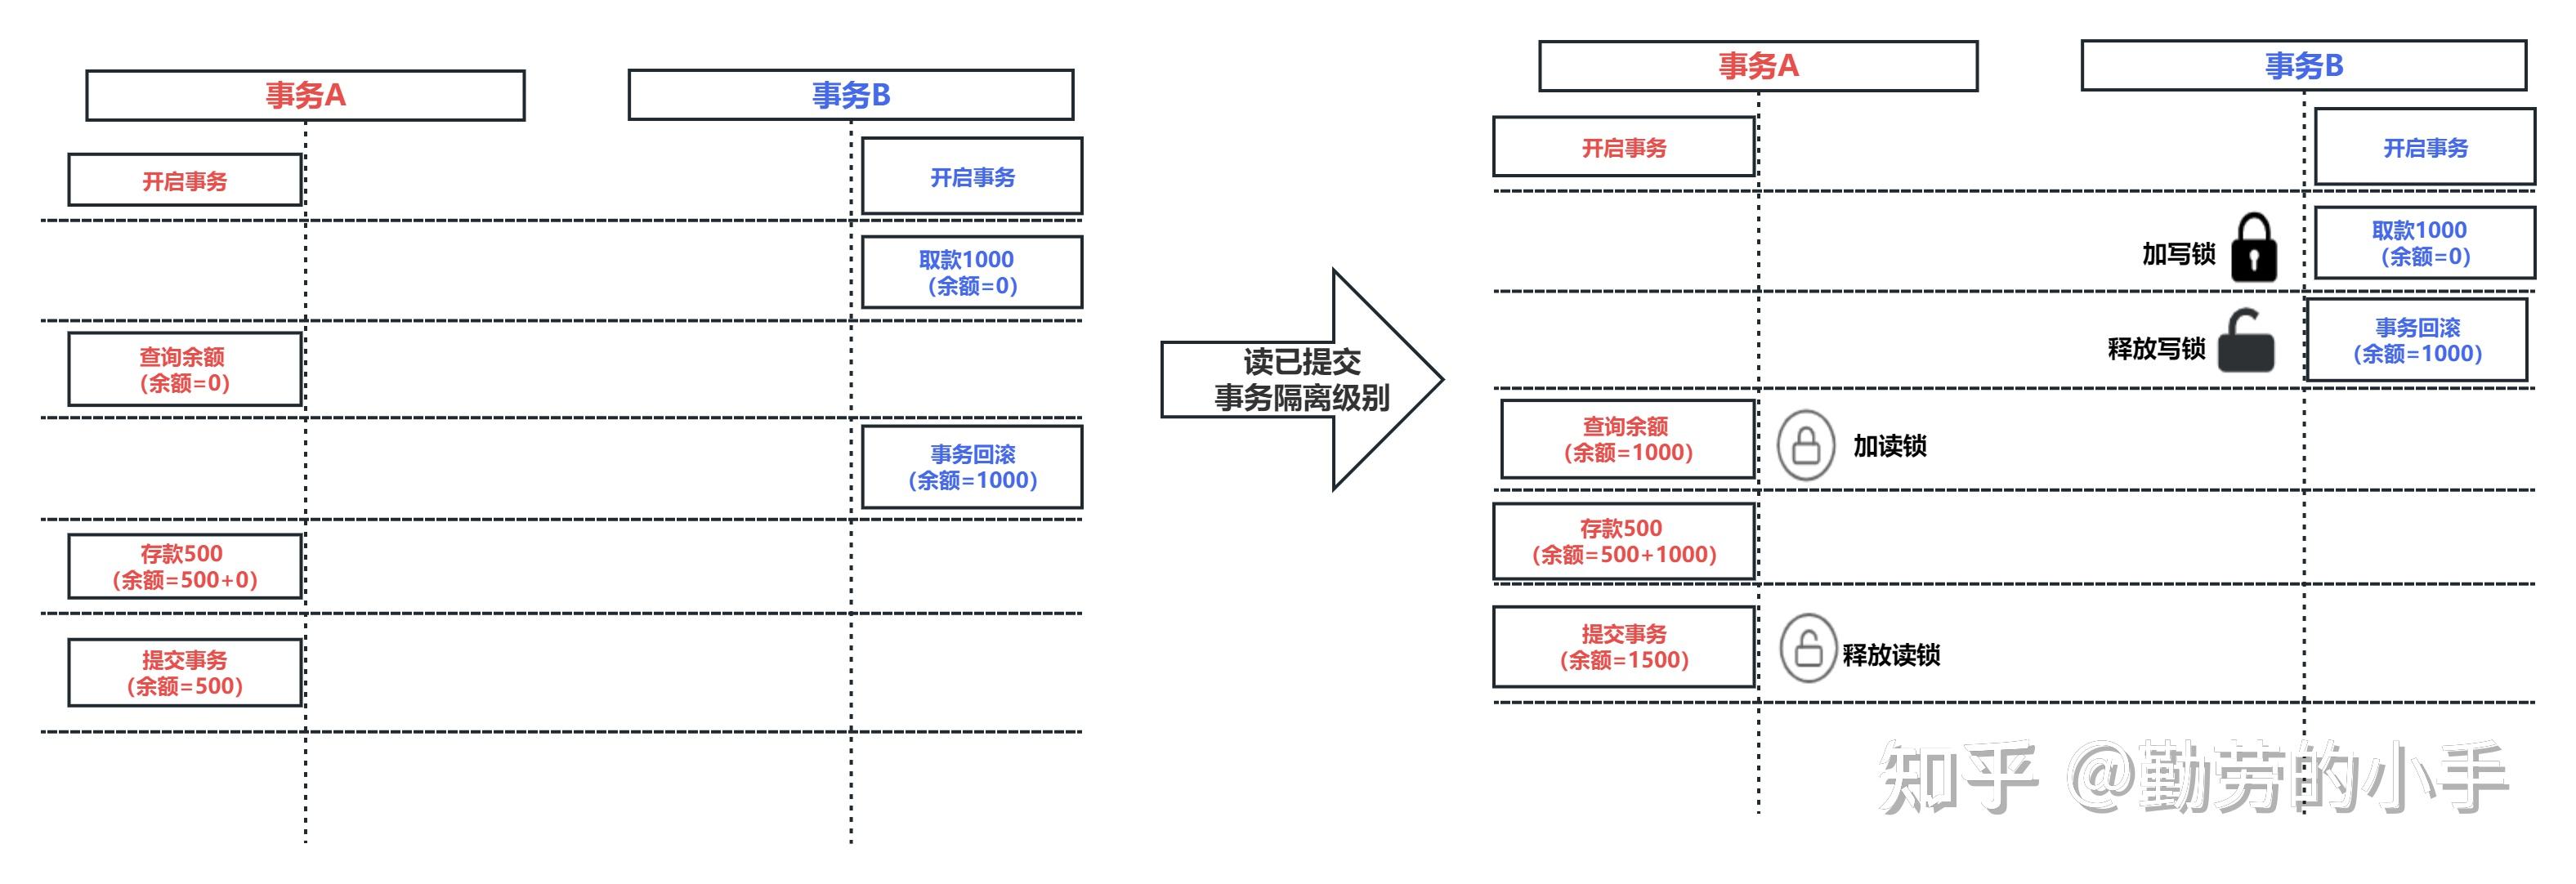 事务A
事务B
开启事务
开启事务
取款1000
(余额=0)
查询余额
(余额=0)
事务回滚
(余额=1000)
存款500
(余额=500+0)
提交事务
(余额=500)
读已提交
事务隔离级别
事务A
事务B
开启事务
开启事务
加写锁
取款1000
(余额=0)
释放写锁
事务回滚
(余额=1000)
查询余额
(余额=1000)
加读锁
存款500
(余额=500+1000)
提交事务
(余额=1500)
释放读锁
知乎 @勤劳的小手